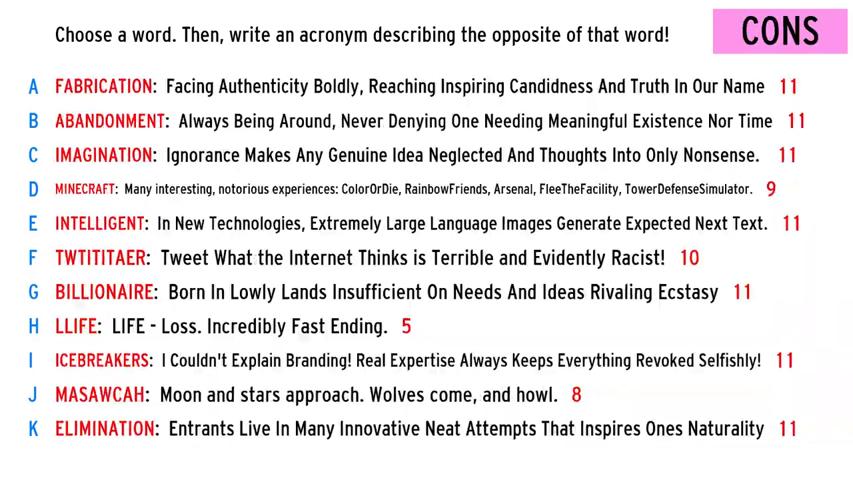 Choose a word. Then, write an acronym describing the opposite of that word!
CONS
A FABRICATION: Facing Authenticity Boldly, Reaching Inspiring Candidness And Truth In Our Name 11
B ABANDONMENT: Always Being Around, Never Denying One Needing Meaningful Existence Nor Time 11
C IMAGINATION: Ignorance Makes Any Genuine Idea Neglected And Thoughts Into Only Nonsense. 11
D MINECRAFT: Many interesting, notorious experiences: ColorOrDie, RainbowFriends, Arsenal, FleeTheFacility, TowerDefenseSimulator. 9
E INTELLIGENT: In New Technologies, Extremely Large Language Images Generate Expected Next Text. 11
F TWTITITAER: Tweet What the Internet Thinks is Terrible and Evidently Racist! 10
G BILLIONAIRE: Born In Lowly Lands Insufficient On Needs And Ideas Rivaling Ecstasy 11
H LLIFE: LIFE - Loss. Incredibly Fast Ending. 5
I ICEBREAKERS: I Couldn't Explain Branding! Real Expertise Always Keeps Everything Revoked Selfishly! 11
J MASAWCAH: Moon and stars approach. Wolves come, and howl. 8
K ELIMINATION: Entrants Live In Many Innovative Neat Attempts That Inspires Ones Naturality 11